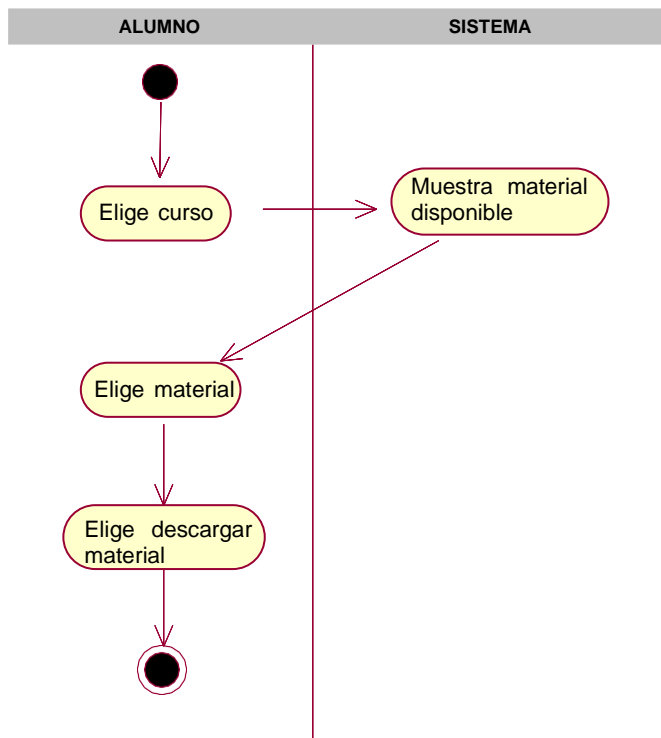 ALUMNO
SISTEMA
Elige curso
Muestra material
disponible
Elige material
Elige descargar
material